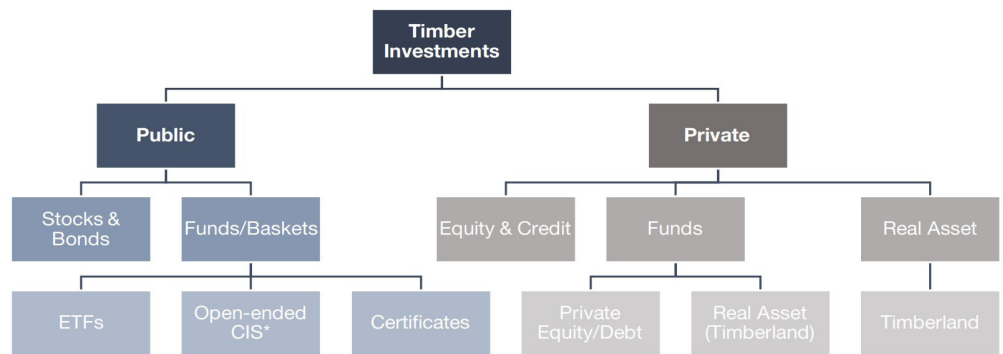 Timber
Investments
Public
Private
Stocks &
Bonds
Funds/Baskets
Equity & Credit
Funds
Real Asset
ETFs
Open-ended
CIS*
Certificates
Private
Equity/Debt
Real Asset
(Timberland)
Timberland